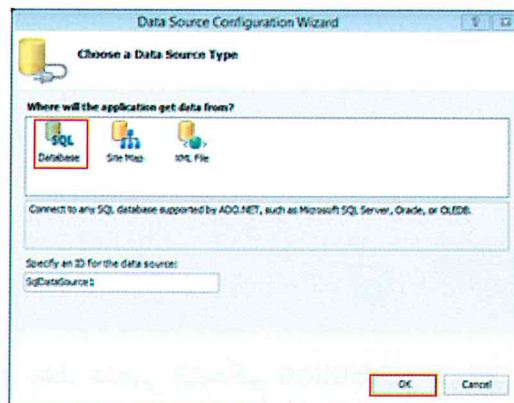 Data Source Configuration Wizard
Choose a Data Source Type
Where will the application get data from?
SQL
Database
Site Map
XML File
Connect to any SQL database supported by ADO.NET, such as Microsoft SQL Server, Oracle, or OLEDB.
Specify an ID for the data source:
SqlDataSource1
OK
Cancel